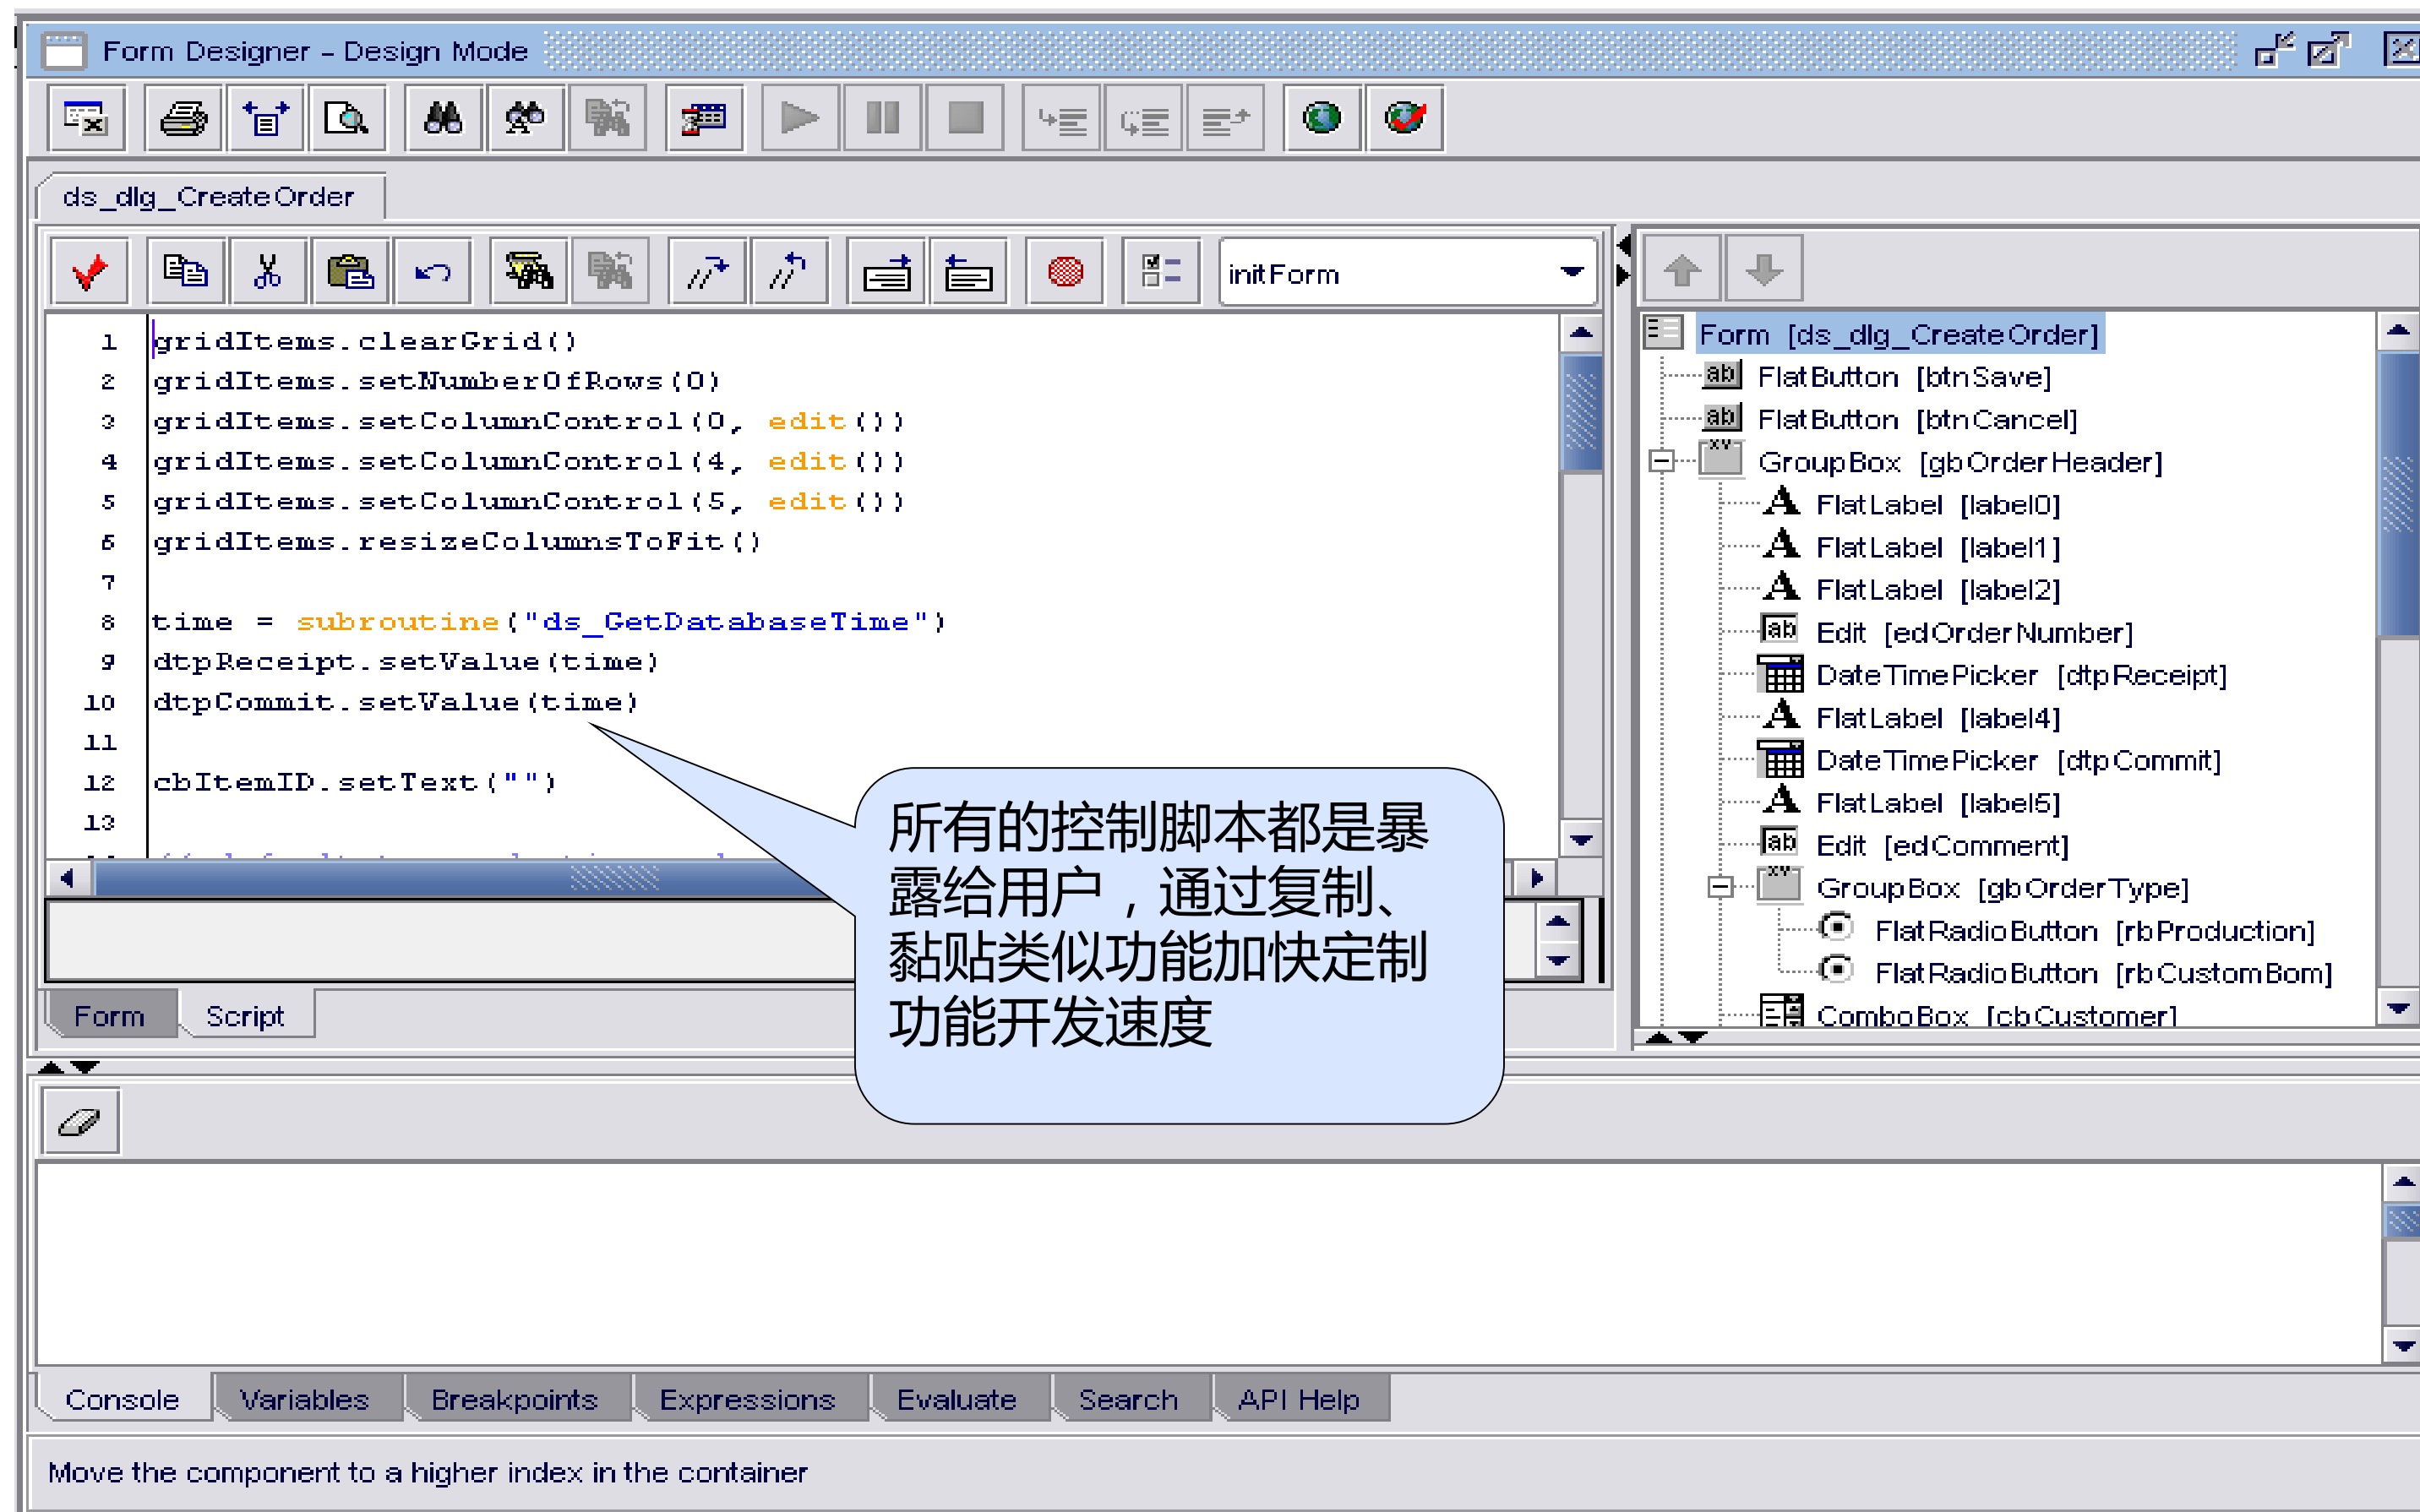 Form Designer - Design Mode
ds_dlg_CreateOrder
initForm
1 gridItems.clearGrid()
2 gridItems.setNumberOfRows(0)
3 gridItems.setColumnControl(0, edit())
4 gridItems.setColumnControl(4, edit())
5 gridItems.setColumnControl(5, edit())
6 gridItems.resizeColumnsToFit()
7
8 time = subroutine("ds_GetDatabaseTime")
9 dtpReceipt.setValue(time)
10 dtpCommit.setValue(time)
11
12 cbItemID.setText("")
13
所有的控制脚本都是暴
露给用户，通过复制、
黏贴类似功能加快定制
功能开发速度
Form Script
Form [ds_dlg_CreateOrder]
FlatButton [btnSave]
FlatButton [btnCancel]
GroupBox [gbOrderHeader]
FlatLabel [label0]
FlatLabel [label1]
FlatLabel [label2]
Edit [edOrderNumber]
DateTimePicker [dtpReceipt]
FlatLabel [label4]
DateTimePicker [dtpCommit]
FlatLabel [label5]
Edit [edComment]
GroupBox [gbOrderType]
FlatRadioButton [rbProduction]
FlatRadioButton [rbCustomBom]
ComboBox [cbCustomer]
Console Variables Breakpoints Expressions Evaluate Search API Help
Move the component to a higher index in the container